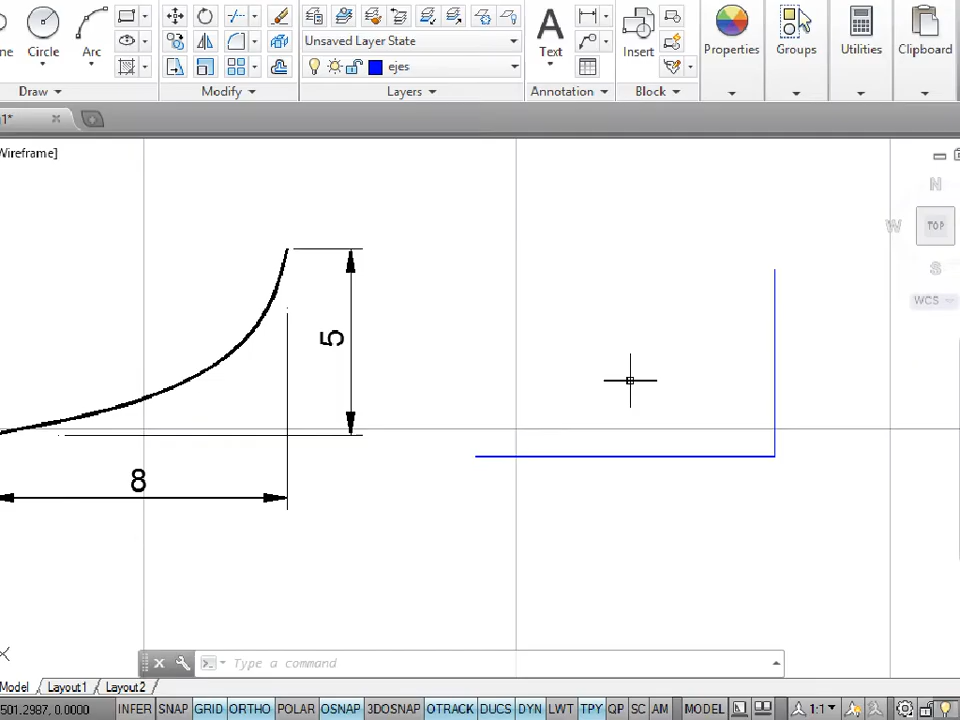 Circle
Arc
Text
Insert
Properties
Groups
Utilities
Clipboard
Unsaved Layer State
ejes
Draw
Modify
Layers
Annotation
Block
1*
Wireframe]
N
W
TOP
S
WCS
5
8
Type a command
Model
Layout1
Layout2
501.2987, 0.0000
INFER
SNAP
GRID
ORTHO
POLAR
OSNAP
3DOSNAP
OTRACK
DUCS
DYN
LWT
TPY
QP
SC
AM
MODEL
1:1